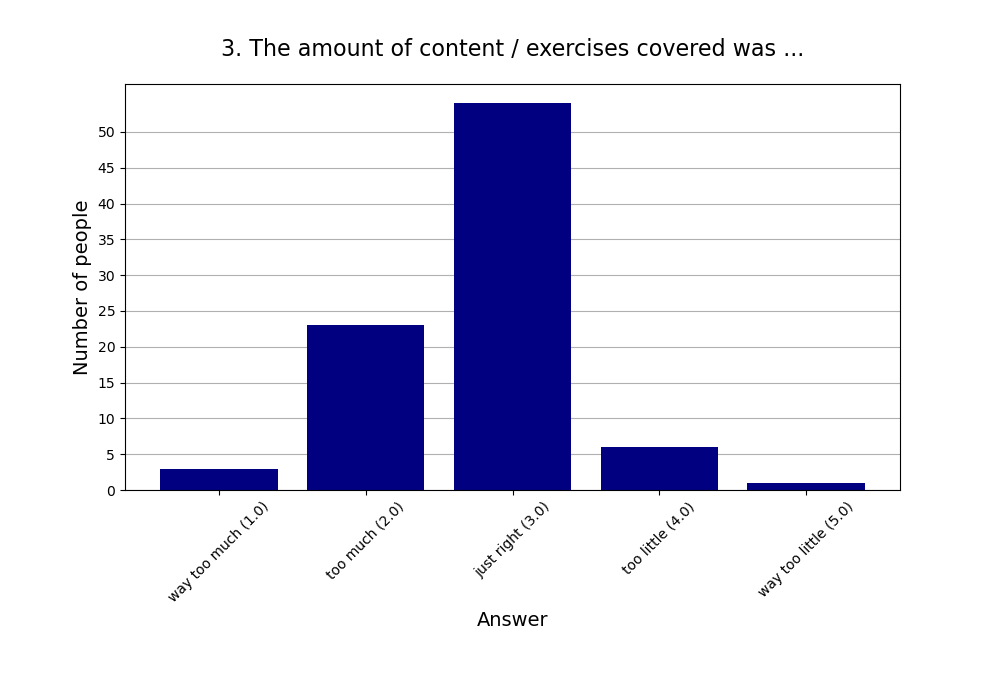 3. The amount of content / exercises covered was ...
Number of people
50
45
40
35
30
25
20
15
10
5
0
way too much (1.0)
too much (2.0)
just right (3.0)
too little (4.0)
way too little (5.0)
Answer